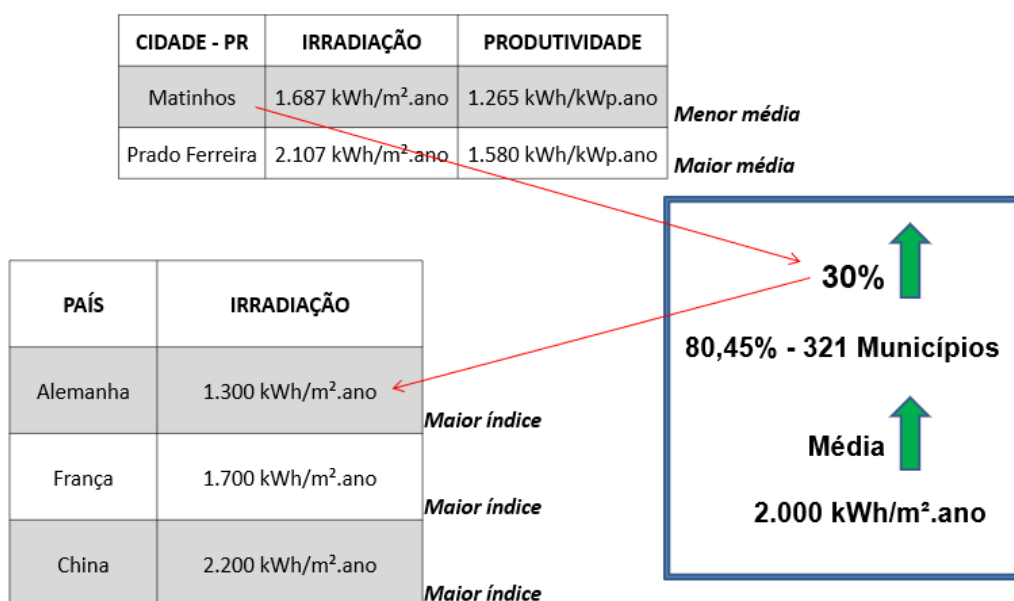 CIDADE - PR IRRADIAÇÃO PRODUTIVIDADE
Matinhos 1.687 kWh/m².ano 1.265 kWh/kWp.ano Menor média
Prado Ferreira 2.107 kWh/m².ano 1.580 kWh/kWp.ano Maior média
PAÍS IRRADIAÇÃO
Alemanha 1.300 kWh/m².ano Maior índice
França 1.700 kWh/m².ano Maior índice
China 2.200 kWh/m².ano Maior índice
30%
80,45% - 321 Municípios
Média
2.000 kWh/m².ano